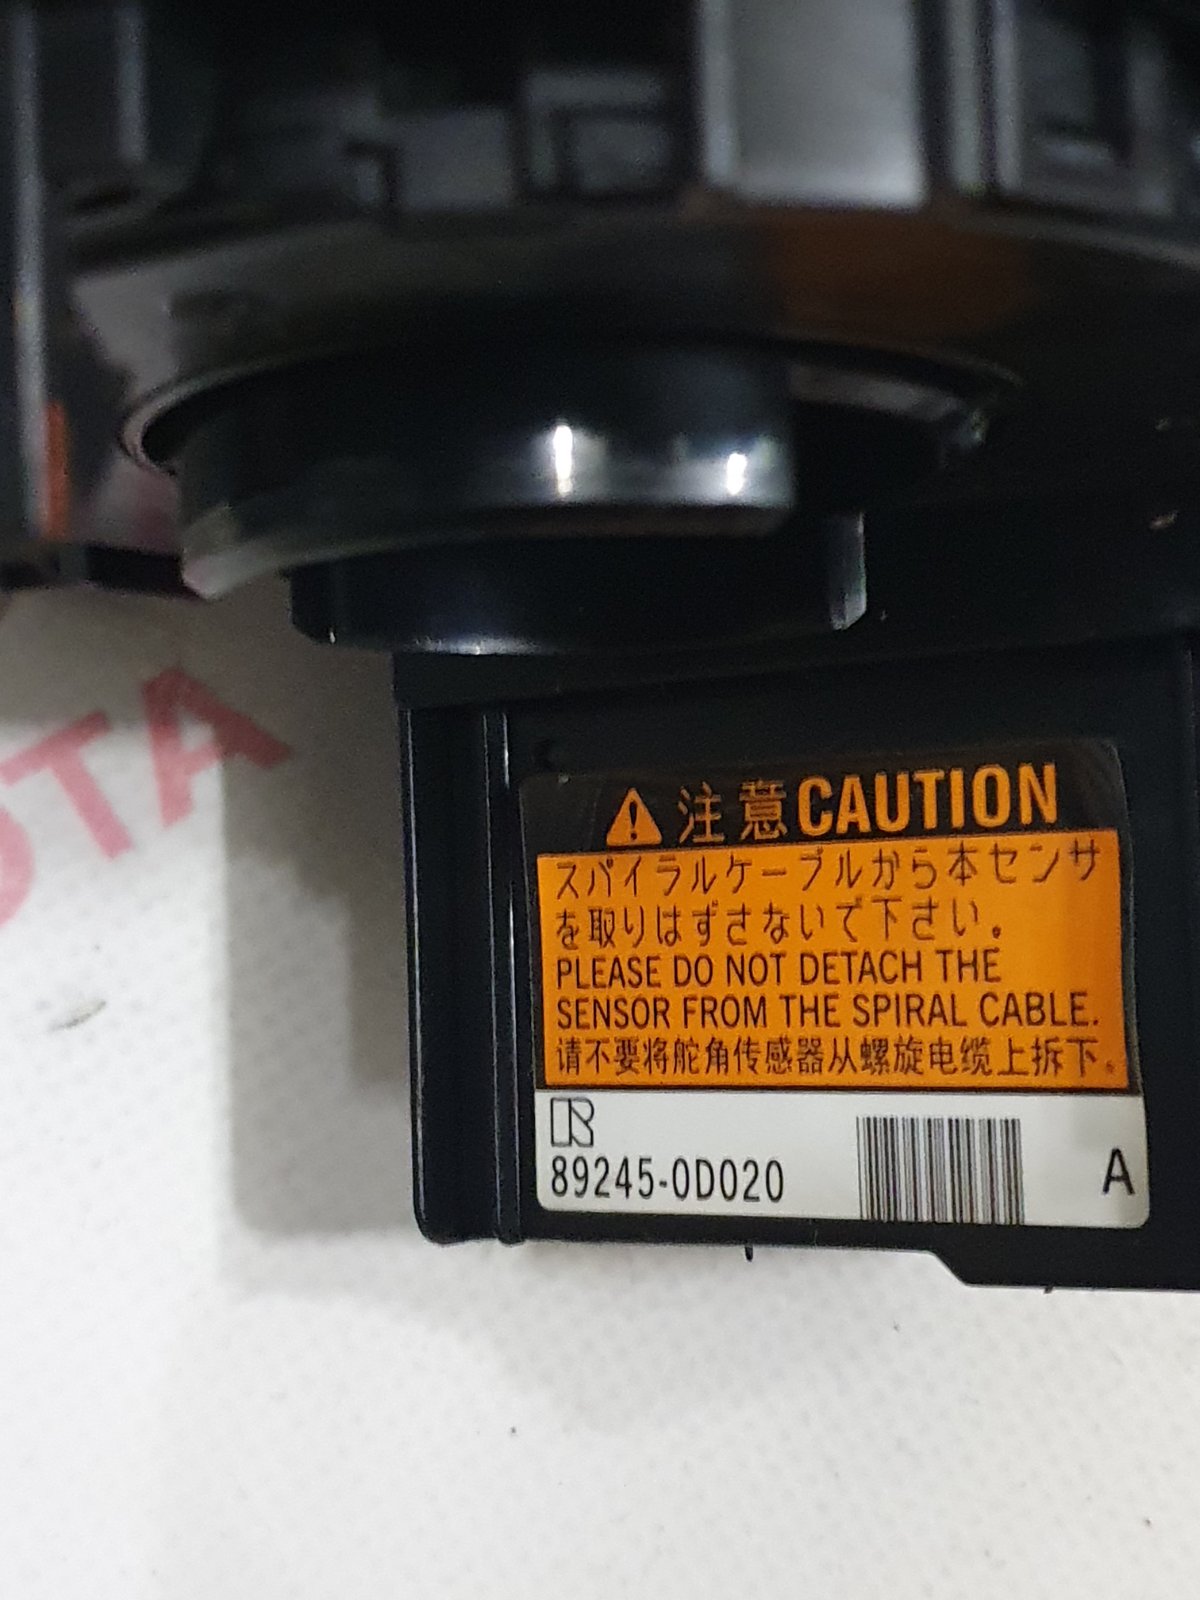 OTA
注意CAUTION
スパイラルケーブルから本センサ
を取りはずさないで下さい。
PLEASE DO NOT DETACH THE
SENSOR FROM THE SPIRAL CABLE.
请不要将舵角传感器从螺旋电缆上拆下。
R
89245-0D020
A